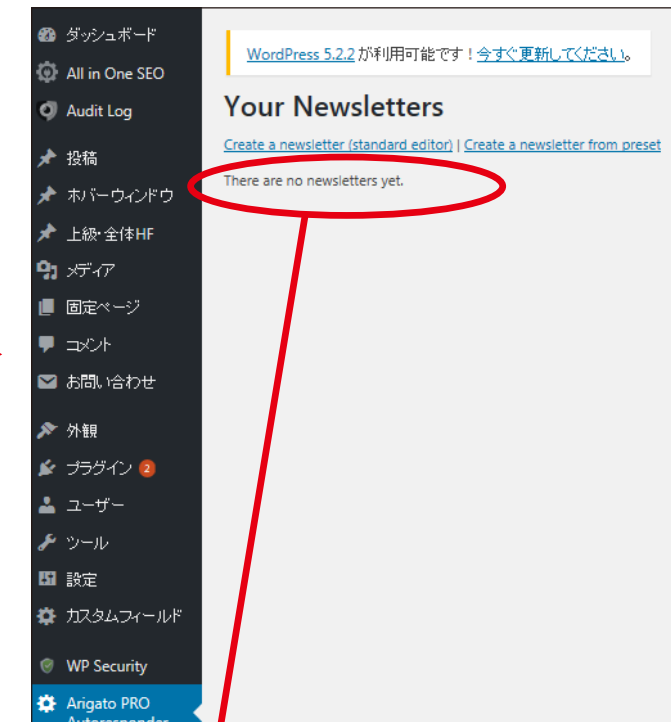 ダッシュボード
All in One SEO
Audit Log
投稿
ホバーウィンドウ
上級・全体HF
メディア
固定ページ
コメント
お問い合わせ
外観
プラグイン 2
ユーザー
ツール
設定
カスタムフィールド
WP Security
Arigato PRO
Autoresponder
WordPress 5.2.2 が利用可能です ! 今すぐ更新してください。
Your Newsletters
Create a newsletter (standard editor) | Create a newsletter from preset
There are no newsletters yet.